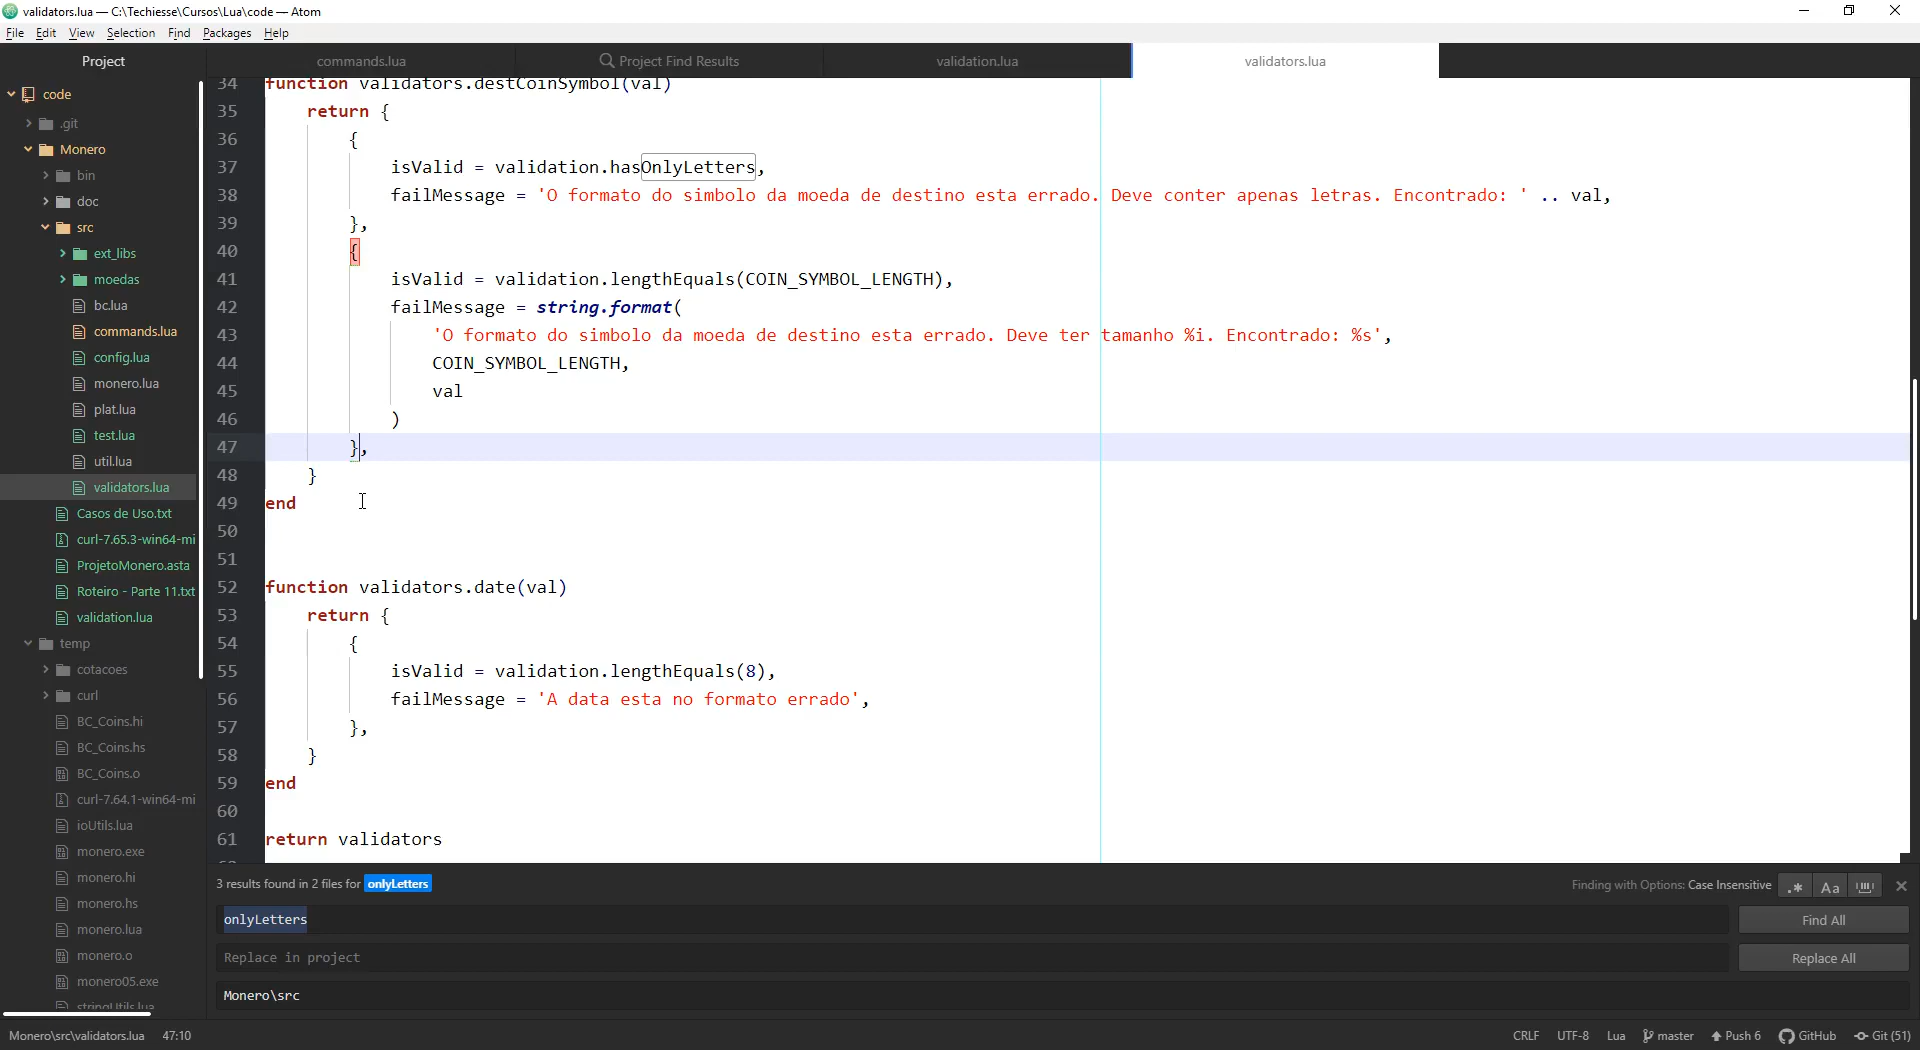 validators.lua — C:\Techiesse\Cursos\Lua\code — Atom
File Edit View Selection Find Packages Help
Project
commands.lua Project Find Results validation.lua validators.lua
code
.git
Monero
bin
doc
src
ext_libs
moedas
bc.lua
commands.lua
config.lua
monero.lua
plat.lua
test.lua
util.lua
validators.lua
Casos de Uso.txt
curl-7.65.3-win64-mi
ProjetoMonero.asta
Roteiro - Parte 11.txt
validation.lua
temp
cotacoes
curl
BC_Coins.hi
BC_Coins.hs
BC_Coins.o
curl-7.64.1-win64-mi
ioUtils.lua
monero.exe
monero.hi
monero.hs
monero.lua
monero.o
monero05.exe
stringUtils.lua
34 function validators.destCoinSymbol(val)
35 return {
36 {
37 isValid = validation.hasOnlyLetters,
38 failMessage = 'O formato do simbolo da moeda de destino esta errado. Deve conter apenas letras. Encontrado: ' .. val,
39 },
40 {
41 isValid = validation.lengthEquals(COIN_SYMBOL_LENGTH),
42 failMessage = string.format(
43 'O formato do simbolo da moeda de destino esta errado. Deve ter tamanho %i. Encontrado: %s',
44 COIN_SYMBOL_LENGTH,
45 val
46 )
47 },
48 }
49 end
50
51
52 function validators.date(val)
53 return {
54 {
55 isValid = validation.lengthEquals(8),
56 failMessage = 'A data esta no formato errado',
57 },
58 }
59 end
60
61 return validators
3 results found in 2 files for onlyLetters
Finding with Options: Case Insensitive .* Aa
onlyLetters
Find All
Replace in project
Replace All
Monero\src
Monero\src\validators.lua 47:10
CRLF UTF-8 Lua master Push 6 GitHub Git (51)